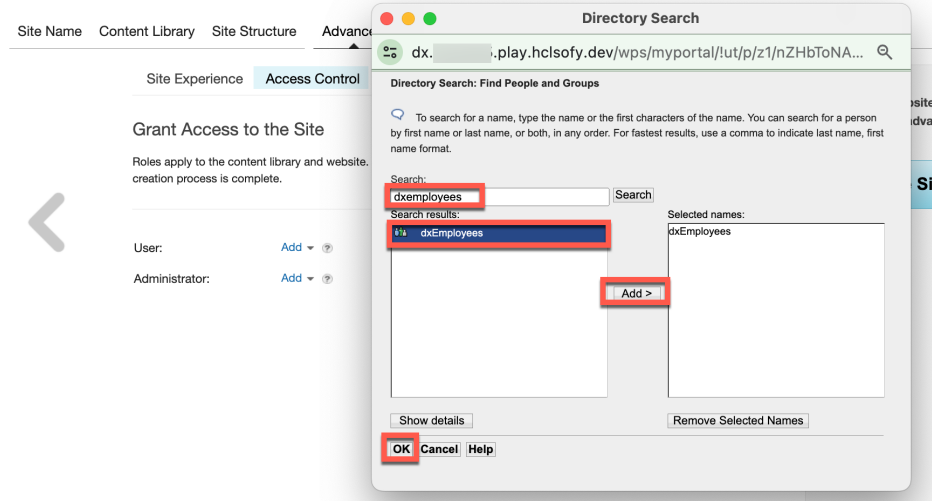 Directory Search
Site Name Content Library Site Structure Advance
dx. .play.hclsofy.dev/wps/myportal/!ut/p/z1/nZHbToNA...
Site Experience Access Control
Directory Search: Find People and Groups
To search for a name, type the name or the first characters of the name. You can search for a person
by first name or last name, or both, in any order. For fastest results, use a comma to indicate last name, first
name format.
Grant Access to the Site
Roles apply to the content library and website.
creation process is complete.
Search:
dxemployees Search
Search results: Selected names:
dxEmployees dxEmployees
User: Add ?
Administrator: Add ?
Add >
Show details Remove Selected Names
OK Cancel Help
Si